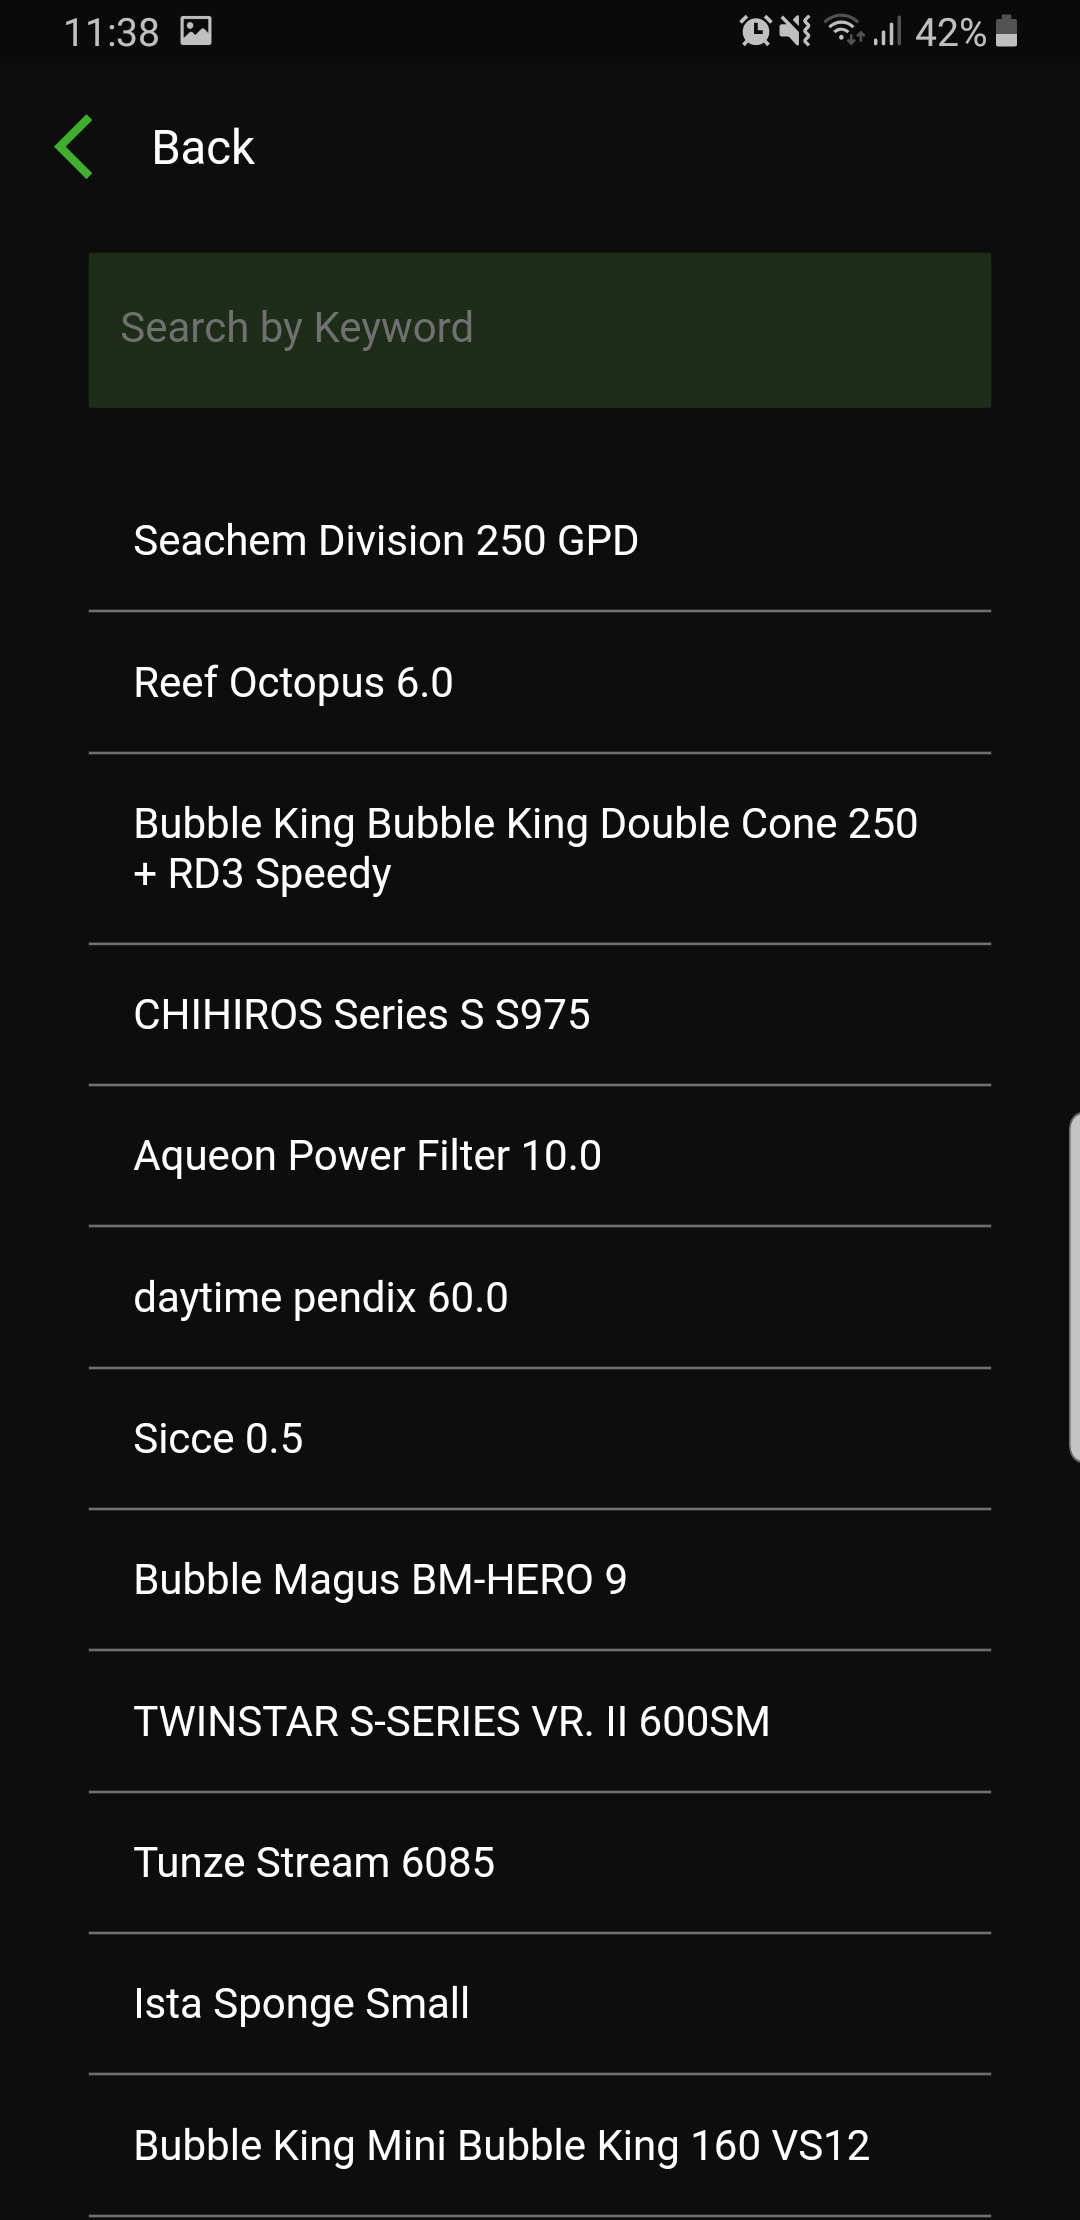 11:38
42%
Back
Search by Keyword
Seachem Division 250 GPD
Reef Octopus 6.0
Bubble King Bubble King Double Cone 250
+ RD3 Speedy
CHIHIROS Series S S975
Aqueon Power Filter 10.0
daytime pendix 60.0
Sicce 0.5
Bubble Magus BM-HERO 9
TWINSTAR S-SERIES VR. II 600SM
Tunze Stream 6085
Ista Sponge Small
Bubble King Mini Bubble King 160 VS12